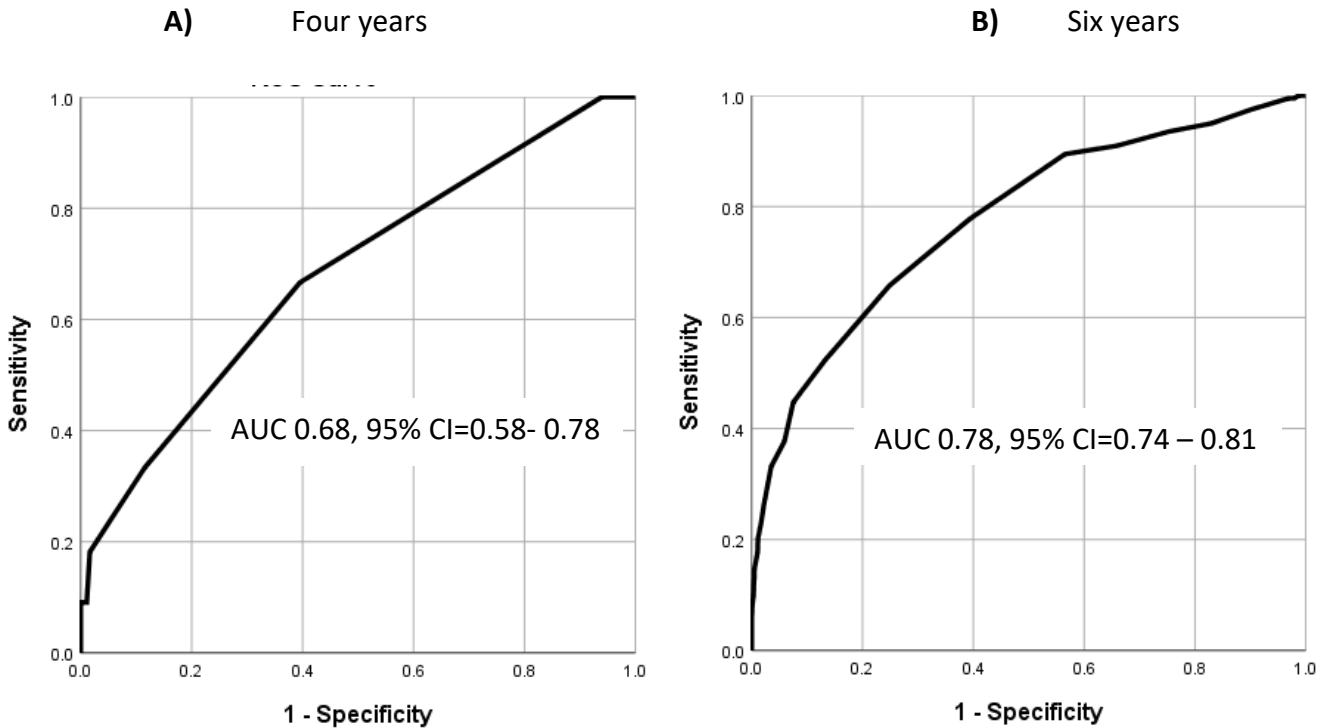 A) Four years
1.0
0.8
0.6
0.4
0.2
0.0
Sensitivity
AUC 0.68, 95% CI=0.58- 0.78
0.0 0.2 0.4 0.6 0.8 1.0
1 - Specificity
B) Six years
1.0
0.8
0.6
0.4
0.2
0.0
Sensitivity
AUC 0.78, 95% CI=0.74 – 0.81
0.0 0.2 0.4 0.6 0.8 1.0
1 - Specificity